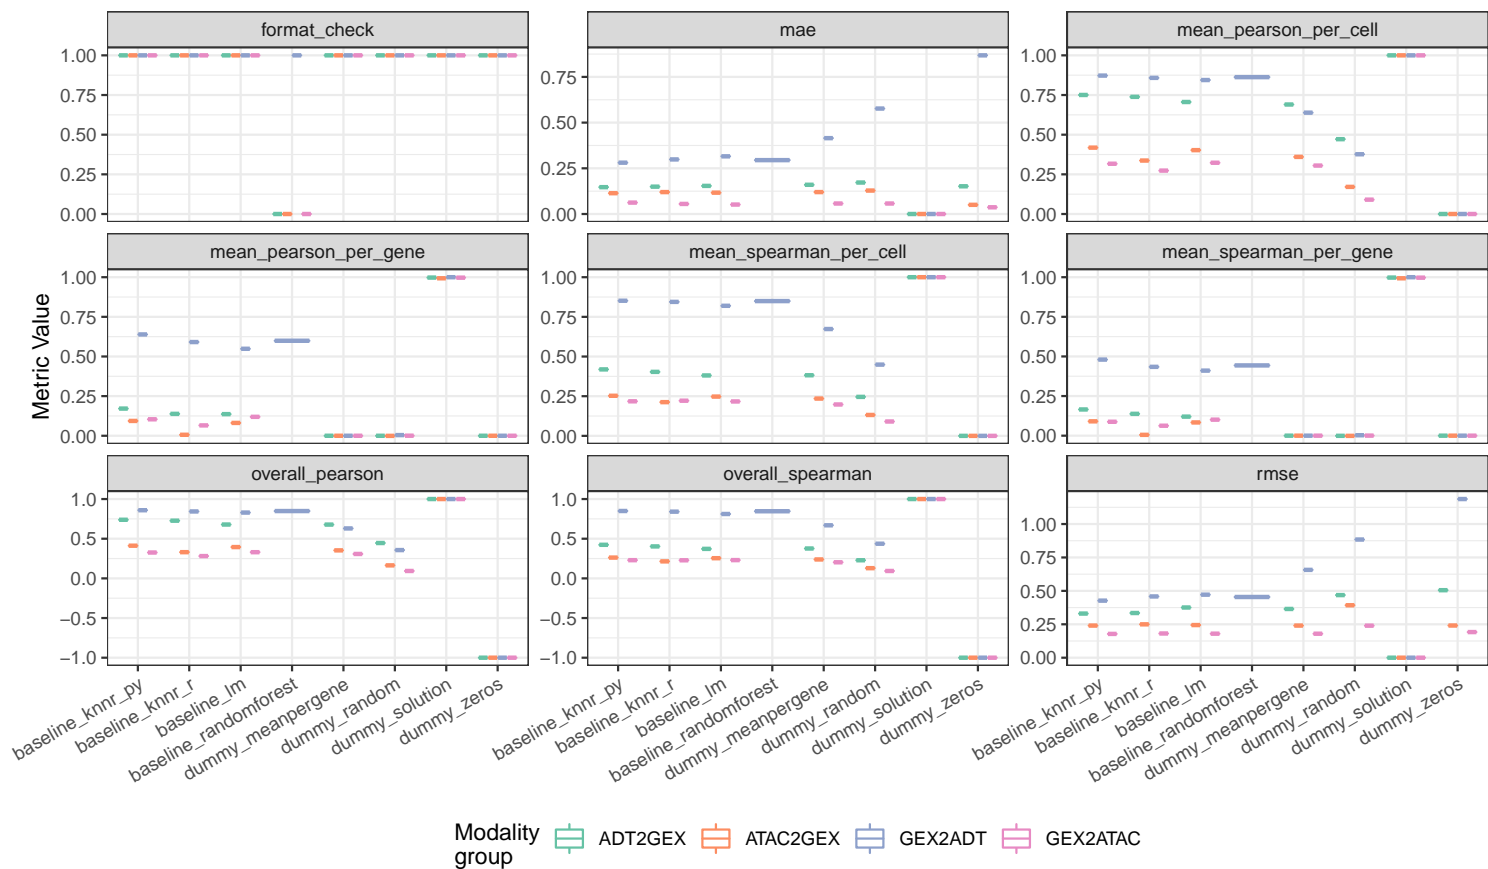 format_check
mae
mean_pearson_per_cell
1.00
0.75
0.50
0.25
0.00
0.75
0.50
0.25
0.00
1.00
0.75
0.50
0.25
0.00
mean_pearson_per_gene
mean_spearman_per_cell
mean_spearman_per_gene
1.00
0.75
0.50
0.25
0.00
1.00
0.75
0.50
0.25
0.00
1.00
0.75
0.50
0.25
0.00
Metric Value
overall_pearson
overall_spearman
rmse
1.0
0.5
0.0
−0.5
−1.0
1.0
0.5
0.0
−0.5
−1.0
1.00
0.75
0.50
0.25
0.00
baseline_knnr_py
baseline_knnr_r
baseline_lm
baseline_randomforest
dummy_meanpergene
dummy_random
dummy_solution
dummy_zeros
baseline_knnr_py
baseline_knnr_r
baseline_lm
baseline_randomforest
dummy_meanpergene
dummy_random
dummy_solution
dummy_zeros
baseline_knnr_py
baseline_knnr_r
baseline_lm
baseline_randomforest
dummy_meanpergene
dummy_random
dummy_solution
dummy_zeros
Modality
group
ADT2GEX
ATAC2GEX
GEX2ADT
GEX2ATAC